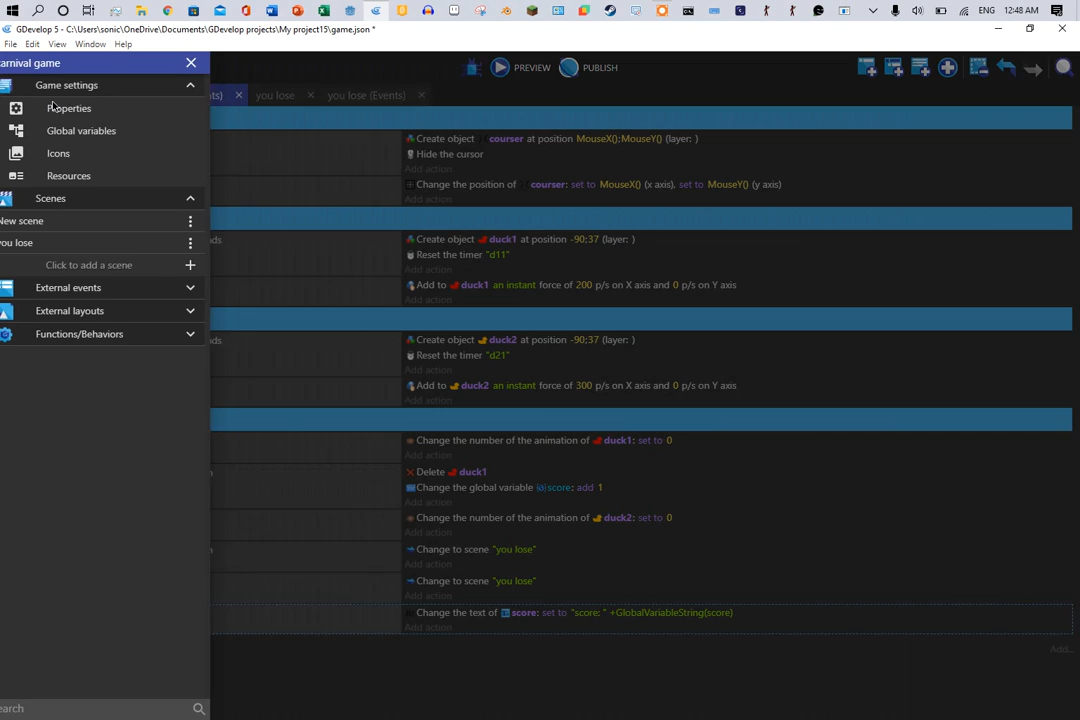 ENG 12:48 AM
GDevelop 5 - C:\Users\sonic\OneDrive\Documents\GDevelop projects\My project15\game.json *
File Edit View Window Help
carnival game
PREVIEW PUBLISH
Game settings
Properties
Global variables
Icons
Resources
Scenes
New scene
you lose
Click to add a scene
External events
External layouts
Functions/Behaviors
you lose you lose (Events)
Create object courser at position MouseX();MouseY() (layer: )
Hide the cursor
Add action
Change the position of courser: set to MouseX() (x axis), set to MouseY() (y axis)
Add action
Create object duck1 at position -90;37 (layer: )
Reset the timer "d11"
Add action
Add to duck1 an instant force of 200 p/s on X axis and 0 p/s on Y axis
Add action
Create object duck2 at position -90;37 (layer: )
Reset the timer "d21"
Add action
Add to duck2 an instant force of 300 p/s on X axis and 0 p/s on Y axis
Add action
Change the number of the animation of duck1: set to 0
Add action
Delete duck1
Change the global variable score: add 1
Add action
Change the number of the animation of duck2: set to 0
Add action
Change to scene "you lose"
Add action
Change to scene "you lose"
Add action
Change the text of score: set to "score: " +GlobalVariableString(score)
Add action
Add...
earch